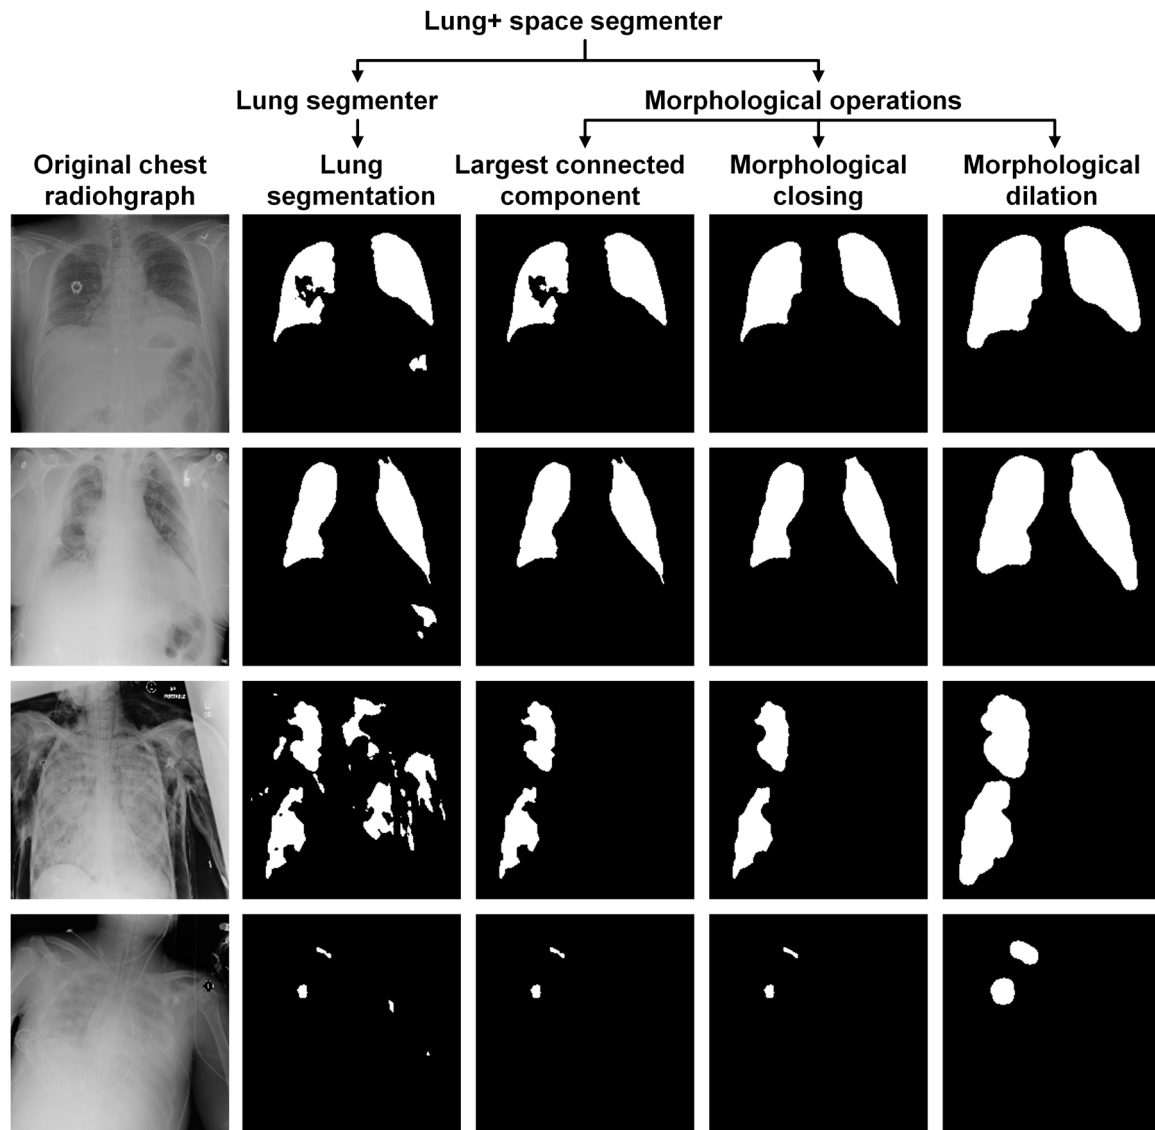 Lung+ space segmenter
Lung segmenter
Morphological operations
Original chest
radiohgraph
Lung
segmentation
Largest connected
component
Morphological
closing
Morphological
dilation
PORTABLE